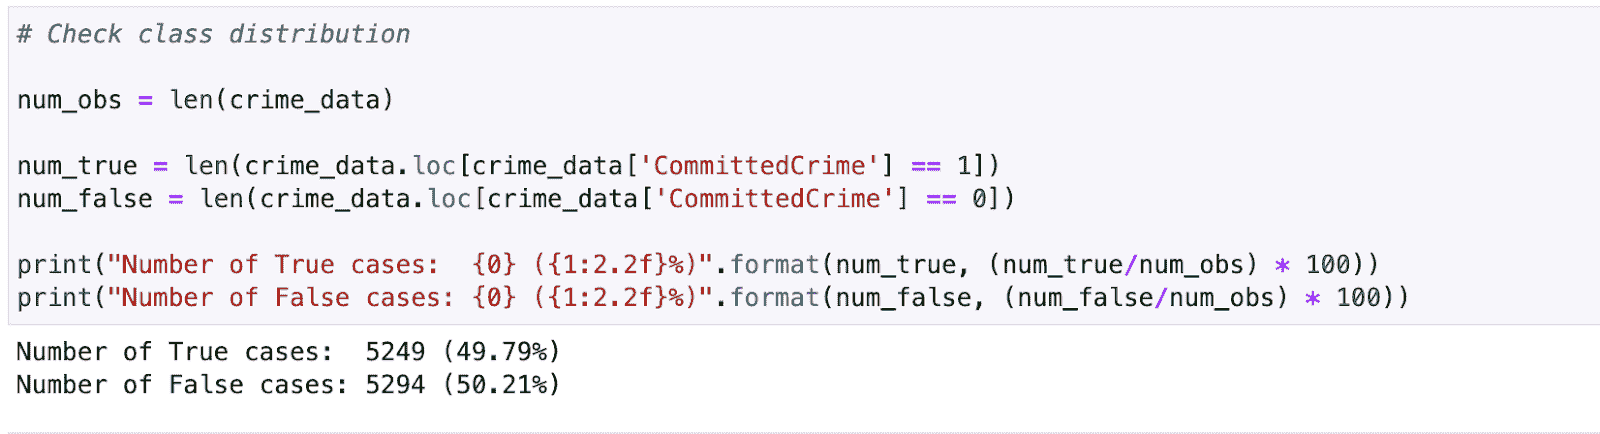 # Check class distribution
num_obs = len(crime_data)
num_true = len(crime_data.loc[crime_data['CommittedCrime'] == 1])
num_false = len(crime_data.loc[crime_data['CommittedCrime'] == 0])
print("Number of True cases:  {0} ({1:2.2f}%)".format(num_true, (num_true/num_obs) * 100))
print("Number of False cases: {0} ({1:2.2f}%)".format(num_false, (num_false/num_obs) * 100))
Number of True cases:  5249 (49.79%)
Number of False cases: 5294 (50.21%)